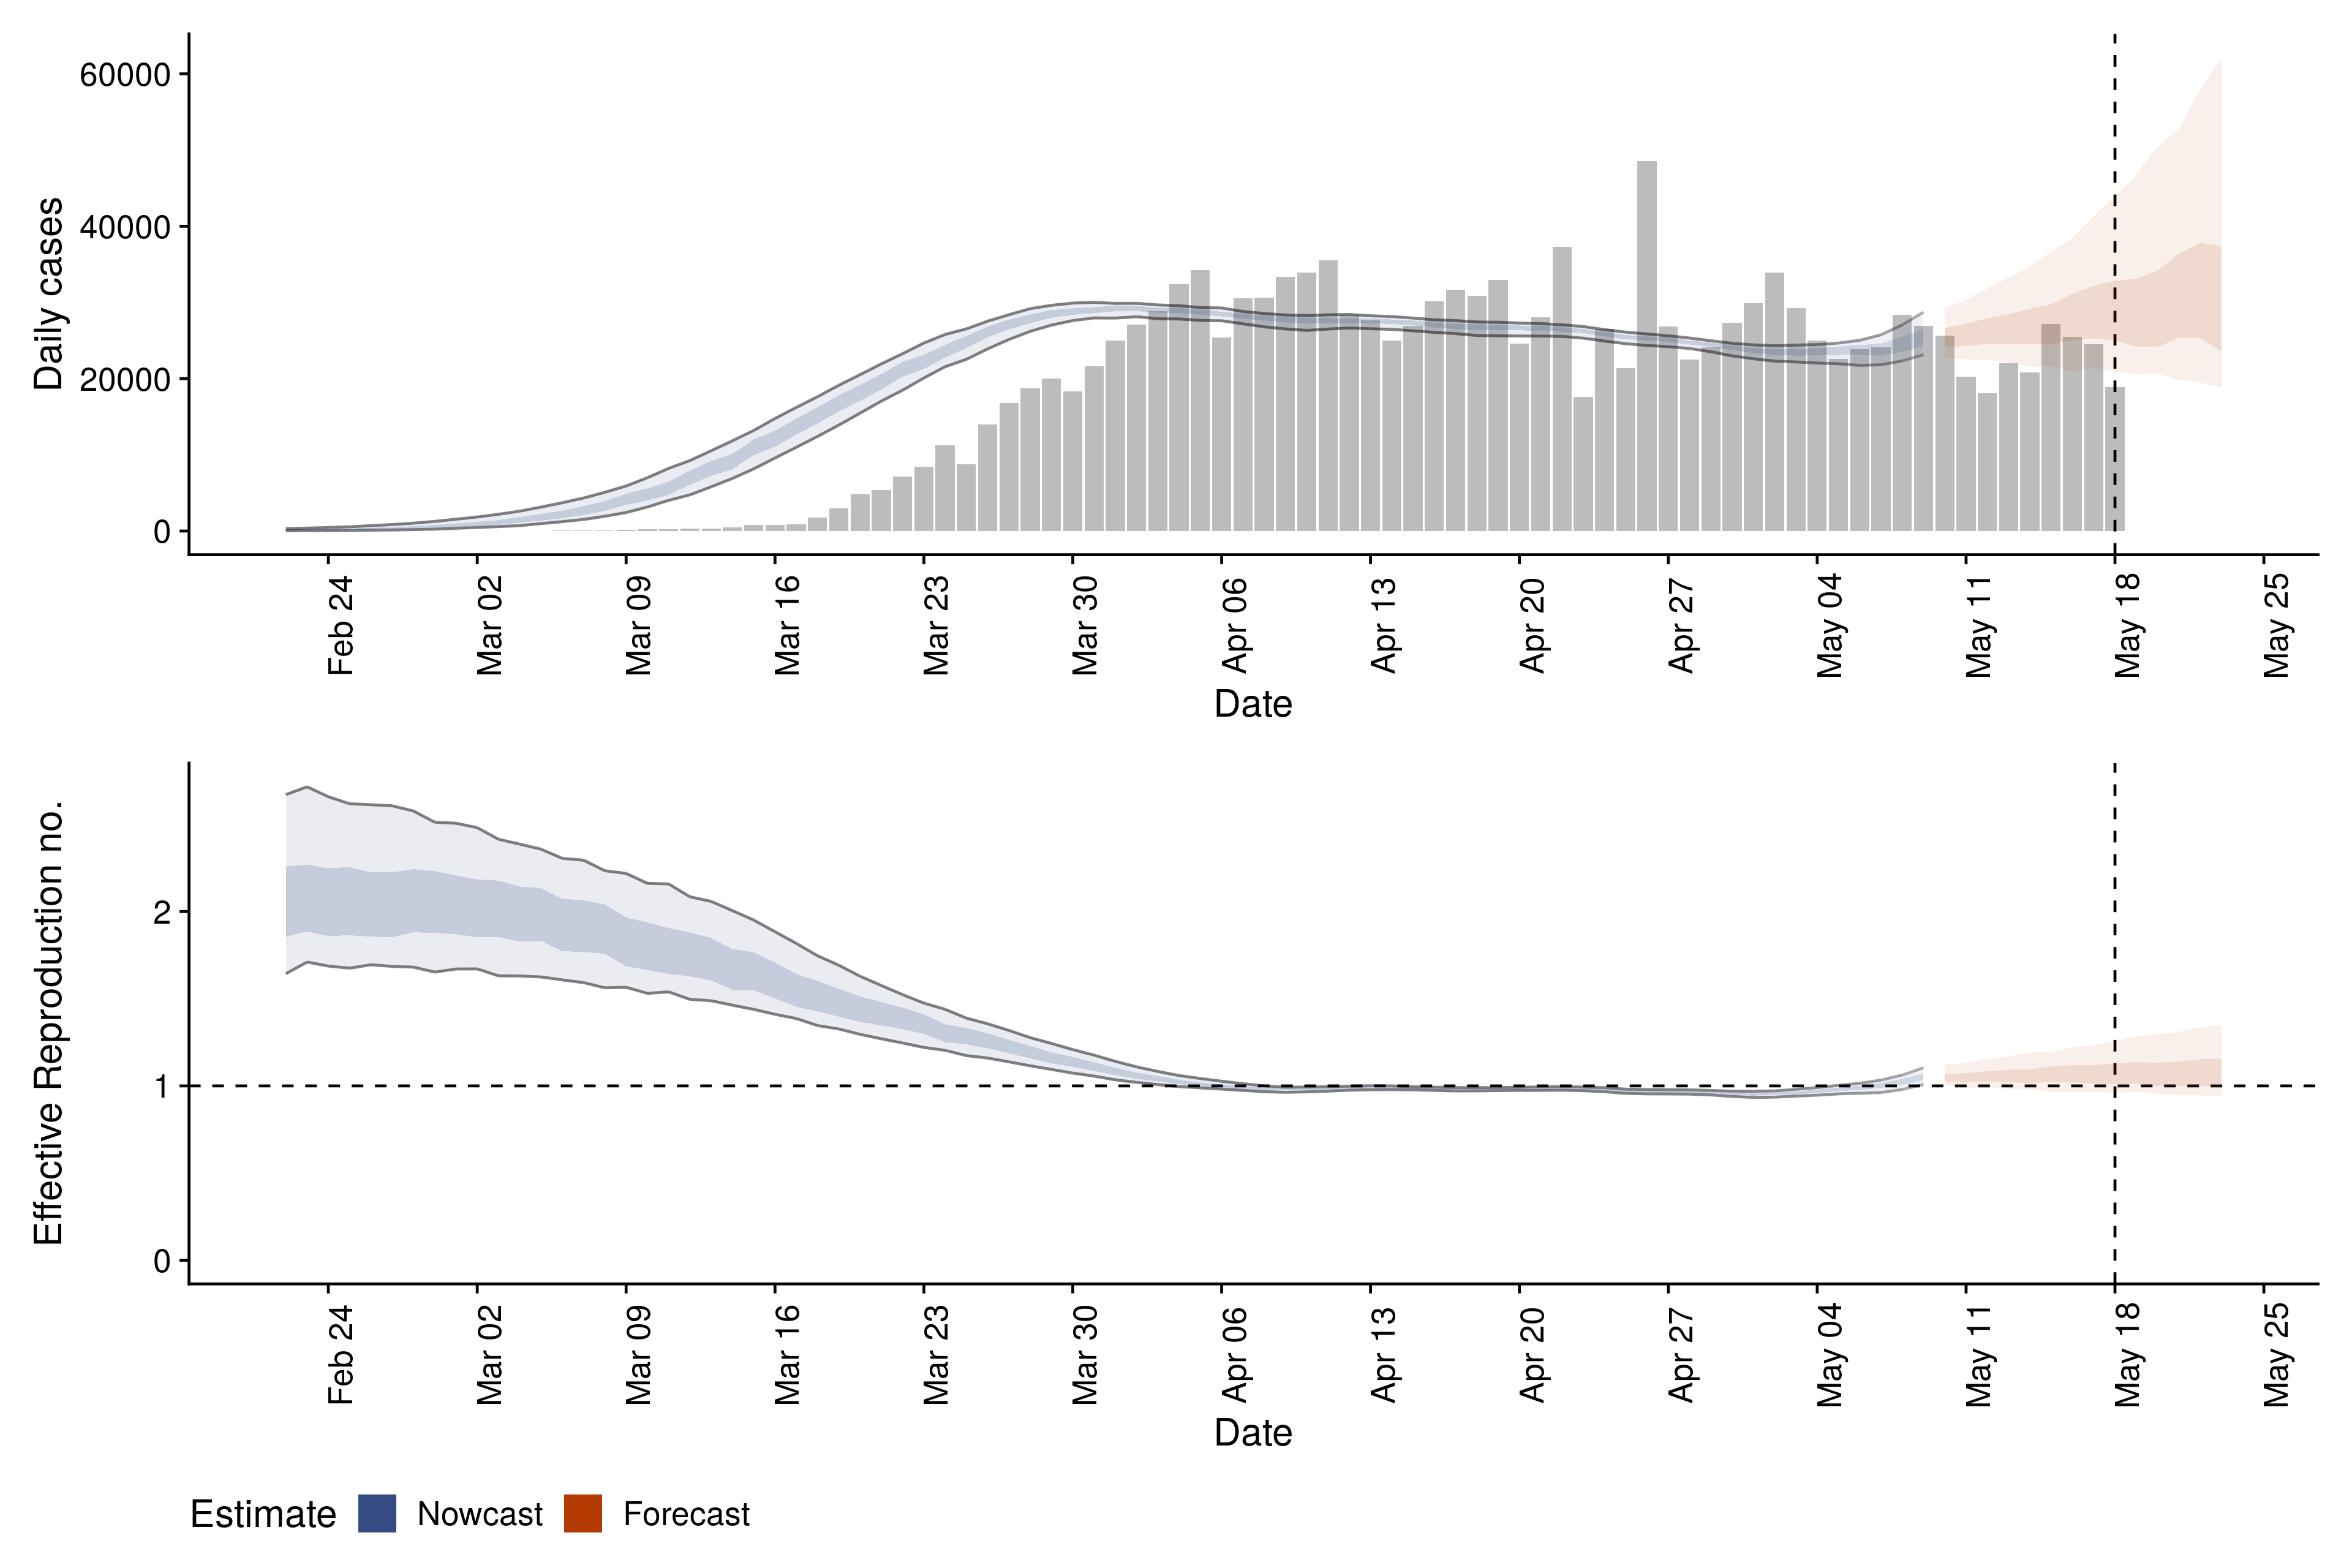 Daily cases
60000
40000
20000
0
Feb 24
Mar 02
Mar 09
Mar 16
Mar 23
Mar 30
Apr 06
Apr 13
Apr 20
Apr 27
May 04
May 11
May 18
May 25
Date
Effective Reproduction no.
2
1
0
Feb 24
Mar 02
Mar 09
Mar 16
Mar 23
Mar 30
Apr 06
Apr 13
Apr 20
Apr 27
May 04
May 11
May 18
May 25
Date
Estimate Nowcast Forecast